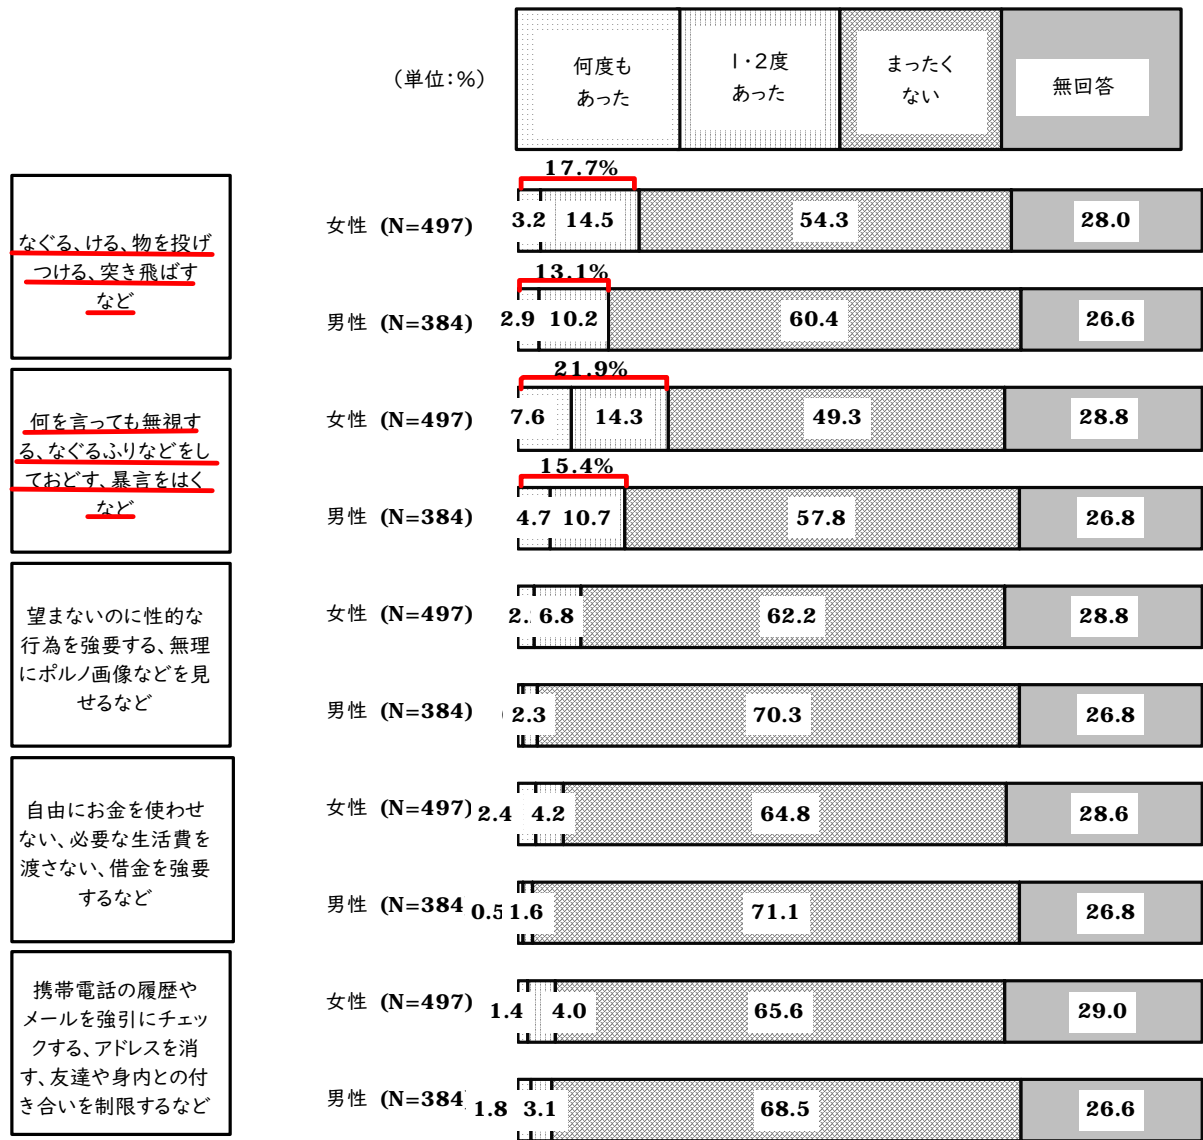 (単位:%)
何度も
あった
1・2度
あった
まったく
ない
無回答
なぐる、ける、物を投げ
つける、突き飛ばす
など
17.7%
女性 (N=497) 3.2 14.5 54.3 28.0
13.1%
男性 (N=384) 2.9 10.2 60.4 26.6
何を言っても無視す
る、なぐるふりなどをし
ておどす、暴言をはく
など
21.9%
女性 (N=497) 7.6 14.3 49.3 28.8
15.4%
男性 (N=384) 4.7 10.7 57.8 26.8
望まないのに性的な
行為を強要する、無理
にポルノ画像などを見
せるなど
女性 (N=497) 2. 6.8 62.2 28.8
男性 (N=384) 2.3 70.3 26.8
自由にお金を使わせ
ない、必要な生活費を
渡さない、借金を強要
するなど
女性 (N=497) 2.4 4.2 64.8 28.6
男性 (N=384 0.5 1.6 71.1 26.8
携帯電話の履歴や
メールを強引にチェッ
クする、アドレスを消
す、友達や身内との付
き合いを制限するなど
女性 (N=497) 1.4 4.0 65.6 29.0
男性 (N=384) 1.8 3.1 68.5 26.6